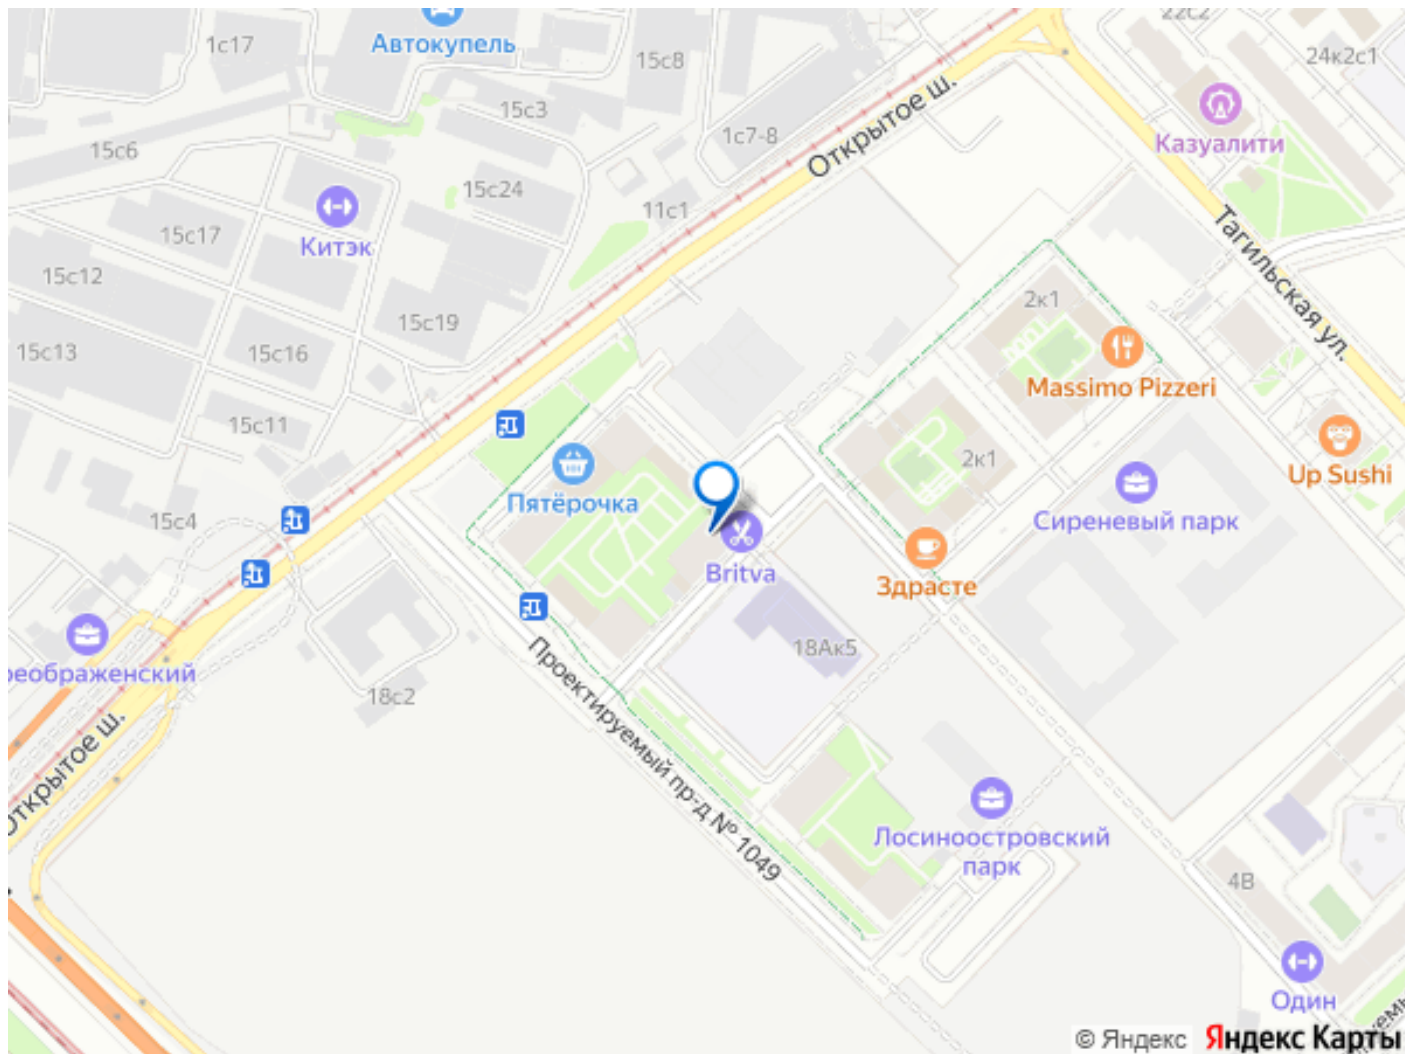 22с2
1с17
Автокупель
15с8
24к2с1
15с3
1с7-8
Открытое ш.
Казуалити
15с6
15с24
11с1
Китэк
15с17
Тагильская ул.
15с12
2к1
15с19
15с13
15с16
Massimo Pizzeri
15с11
2к1
Up Sushi
Пятёрочка
15с4
Сиреневый парк
Britva
Здрасте
18Ак5
реображенский
18с2
Проектируемый пр-д № 1049
Открытое ш.
Лосиноостровский
парк
4В
Один
© Яндекс
Яндекс Карты